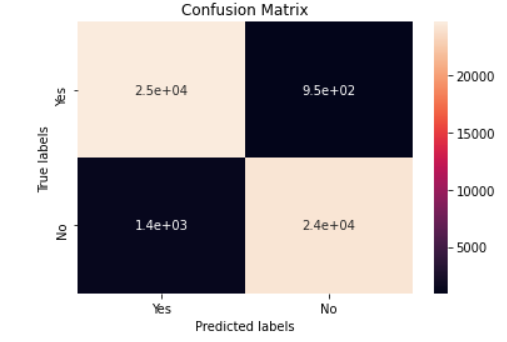 Confusion Matrix
True labels
Yes
2.5e+04
9.5e+02
No
1.4e+03
2.4e+04
Yes
No
Predicted labels
20000
15000
10000
5000